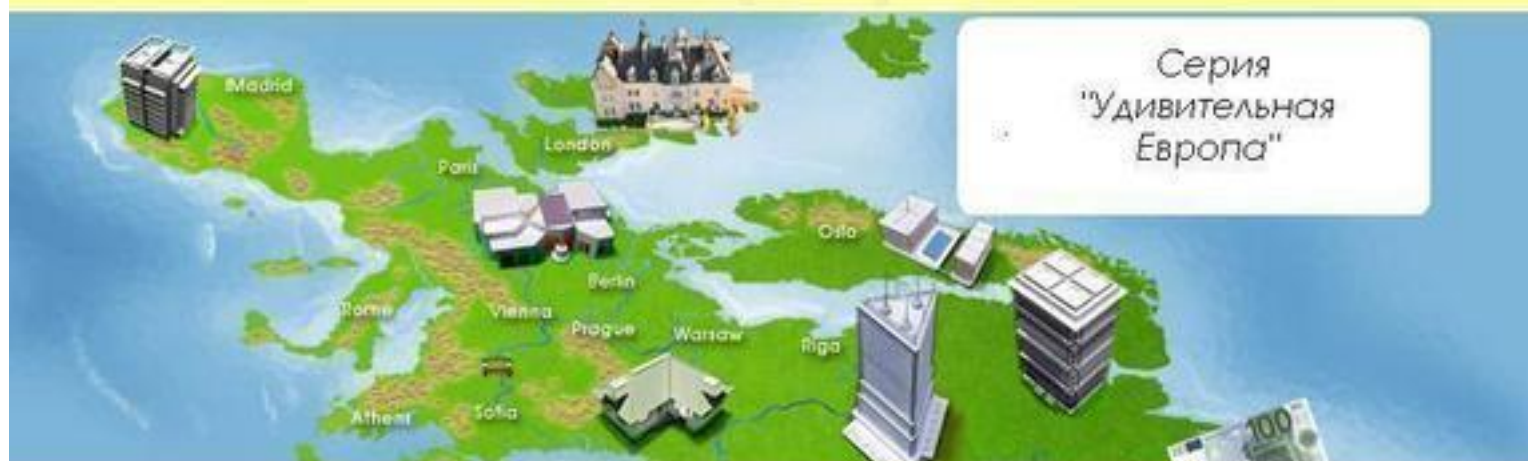 Серия
"Удивительная
Европа"
Madrid
London
Paris
Oslo
Berlin
Rome
Vienna
Prague
Warsaw
Riga
Athens
Sofia
100